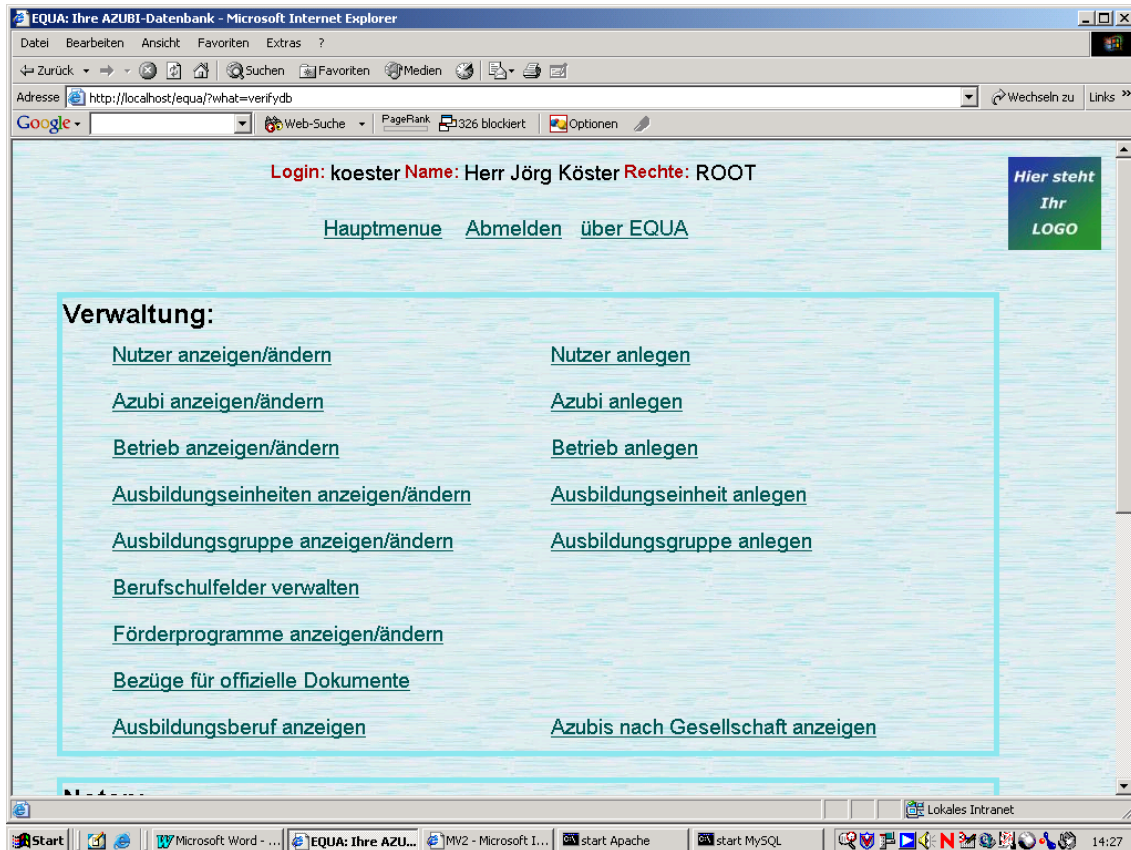 EQUA: Ihre AZUBI-Datenbank - Microsoft Internet Explorer
Datei Bearbeiten Ansicht Favoriten Extras ?
Zurück Suchen Favoriten Medien
Adresse http://localhost/equa/?what=verifydb Wechseln zu Links »
Google Web-Suche PageRank 326 blockiert Optionen
Login: koester Name: Herr Jörg Köster Rechte: ROOT
Hier steht
Ihr
LOGO
Hauptmenue Abmelden über EQUA
Verwaltung:
Nutzer anzeigen/ändern Nutzer anlegen
Azubi anzeigen/ändern Azubi anlegen
Betrieb anzeigen/ändern Betrieb anlegen
Ausbildungseinheiten anzeigen/ändern Ausbildungseinheit anlegen
Ausbildungsgruppe anzeigen/ändern Ausbildungsgruppe anlegen
Berufschulfelder verwalten
Förderprogramme anzeigen/ändern
Bezüge für offizielle Dokumente
Ausbildungsberuf anzeigen Azubis nach Gesellschaft anzeigen
Lokales Intranet
Start Microsoft Word - ... EQUA: Ihre AZU... MV2 - Microsoft I... start Apache start MySQL 14:27